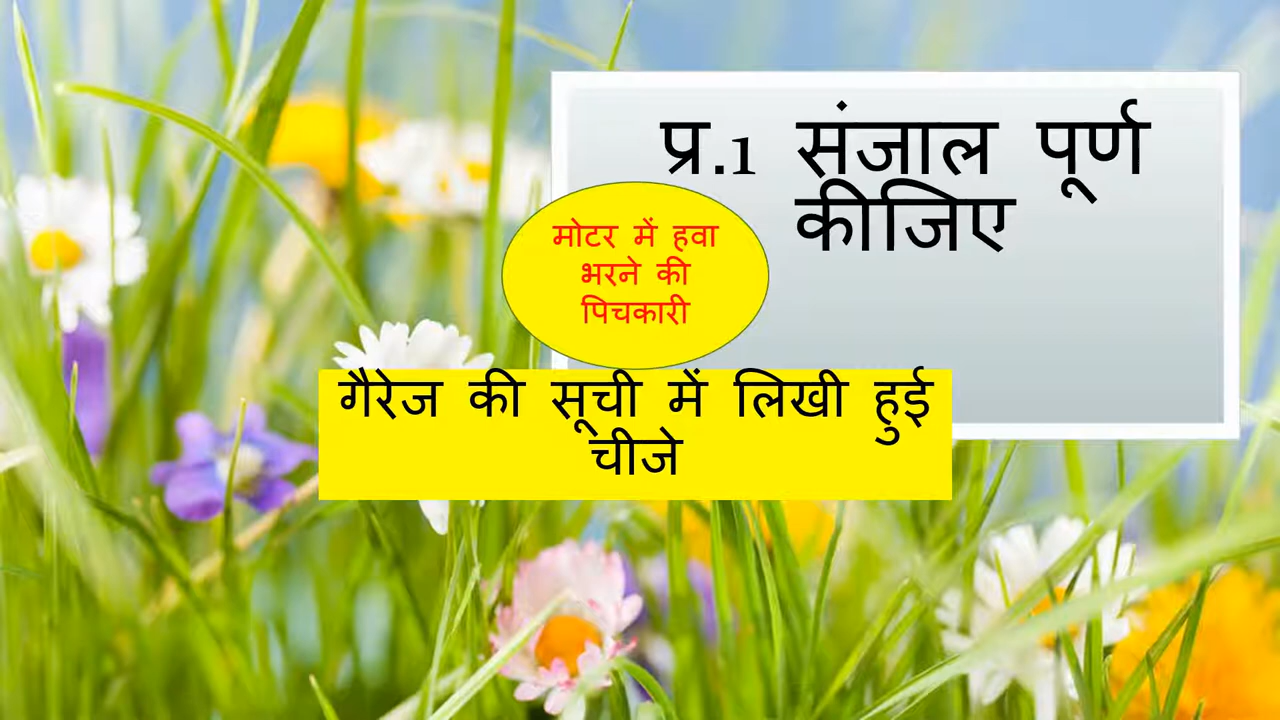 प्र.1 संजाल पूर्ण
कीजिए
मोटर में हवा
भरने की
पिचकारी
गैरेज की सूची में लिखी हुई
चीजे